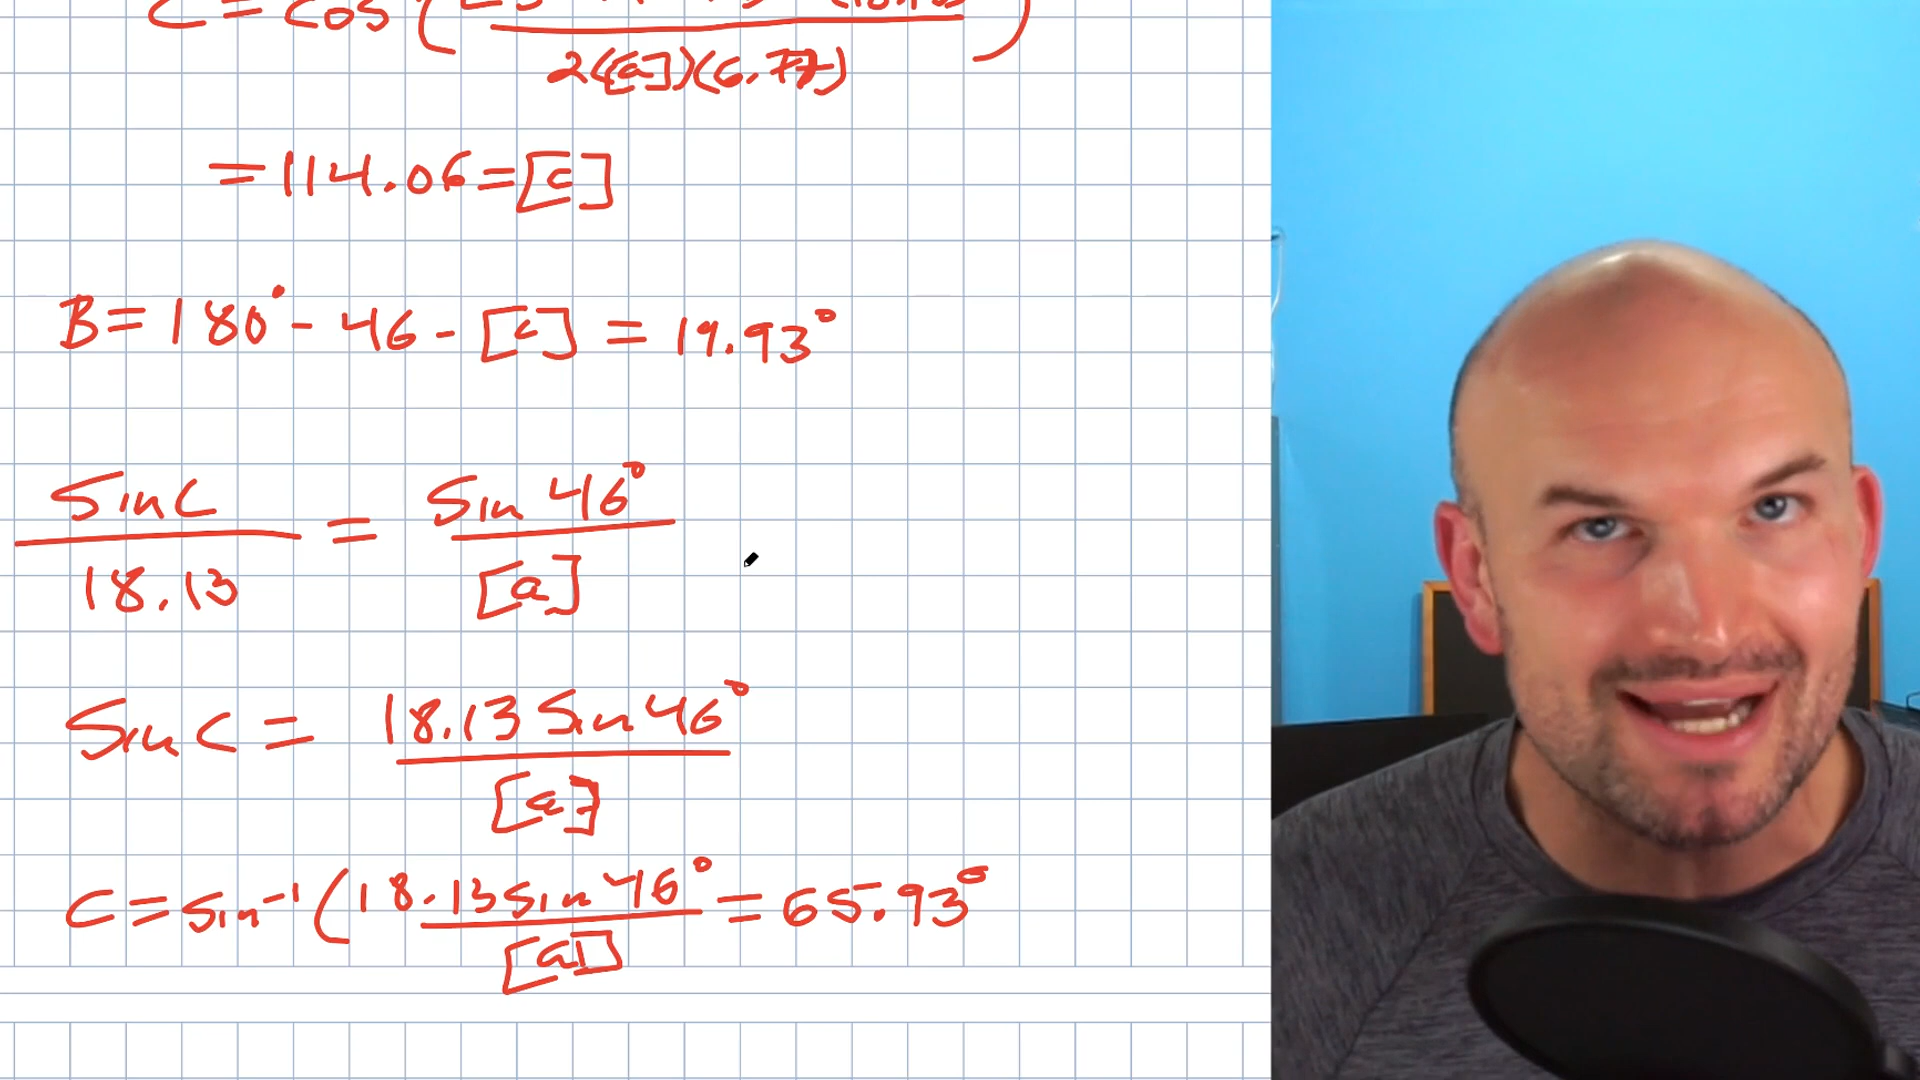 C = cos (
2([a])(6.77)
= 114.06 = [c]
B = 180° - 46 - [c] = 19.93°
sin C / 18.13 = sin 46° / [a]
sin C = 18.13 sin 46° / [a]
C = sin⁻¹ ( 18.13 sin 46° / [a] = 65.93°